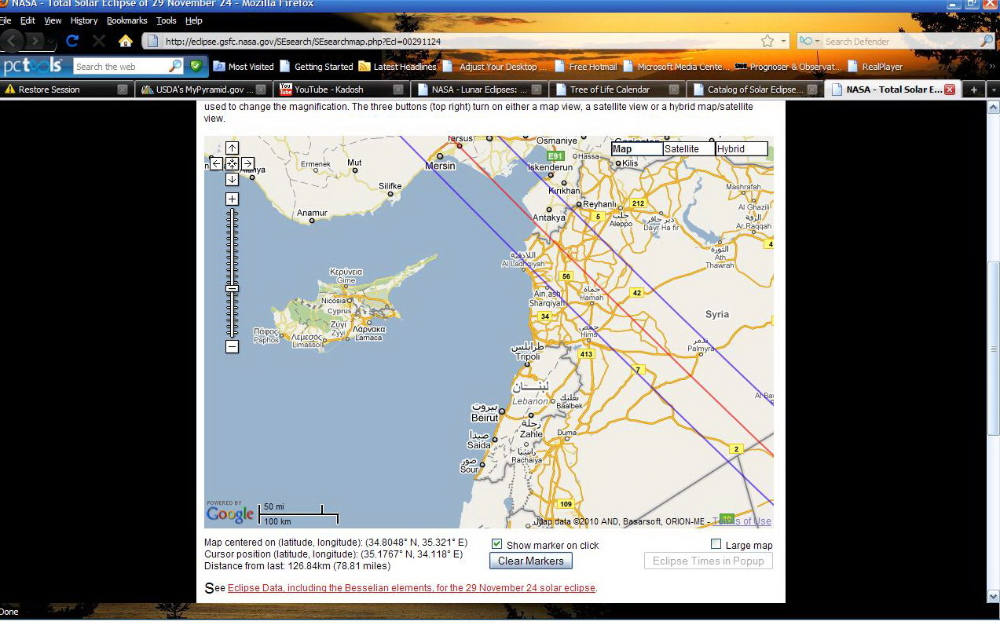 NASA - Total Solar Eclipse of 29 November 24 - Mozilla Firefox
File Edit View History Bookmarks Tools Help
http://eclipse.gsfc.nasa.gov/SEsearch/SEsearchmap.php?Ecl=00291124
Search Defender
pctools Search the web
Most Visited Getting Started Latest Headlines Adjust Your Desktop ... Free Hotmail Microsoft Media Cente... Prognoser & Observat... RealPlayer
Restore Session USDA's MyPyramid.gov ... YouTube - Kadosh NASA - Lunar Eclipses: ... Tree of Life Calendar Catalog of Solar Eclipse... NASA - Total Solar E...
used to change the magnification. The three buttons (top right) turn on either a map view, a satellite view or a hybrid map/satellite
view.
Tarsus
Osmaniye
Gaziantep
Map Satellite Hybrid
E91
Hassa
Kilis
Ermenek
Mut
Mersin
Iskenderun
Silifke
Kırıkhan
Mashrafah
Reyhanlı
212
Al Ghazili
Anamur
Antakya
5
حلب
Aleppo
دير حافر
Dayr Ha fir
الرقة
Ar Raqqah
4
اللاذقية
Al Ladhqiyah
الثورة
Ath
Thawrah
Κερύνεια
Girne
56
Nicosia
Cyprus
Ain ash
Sharqiyah
حماة
Hamah
42
34
Syria
Πάφος
Paphos
Λεμεσός
Limassol
Ζύγι
Zyyi
Λάρνακα
Larnaca
حمص
Hims
تدمر
Palmyra
طرابلس
Tripoli
413
7
لبنان
Lebanon
بعلبك
Baalbek
بيروت
Beirut
زحلة
Zahle
Duma
صيدا
Saida
راشيا
Rachaiya
2
صور
Sour
109
POWERED BY
Google
50 mi
100 km
Map data ©2010 AND, Basarsoft, ORION-ME - Terms of Use
Map centered on (latitude, longitude): (34.8048° N, 35.321° E)
Cursor position (latitude, longitude): (35.1767° N, 34.118° E)
Distance from last: 126.84km (78.81 miles)
Show marker on click
Large map
Clear Markers
Eclipse Times in Popup
See Eclipse Data, including the Besselian elements, for the 29 November 24 solar eclipse.
Done